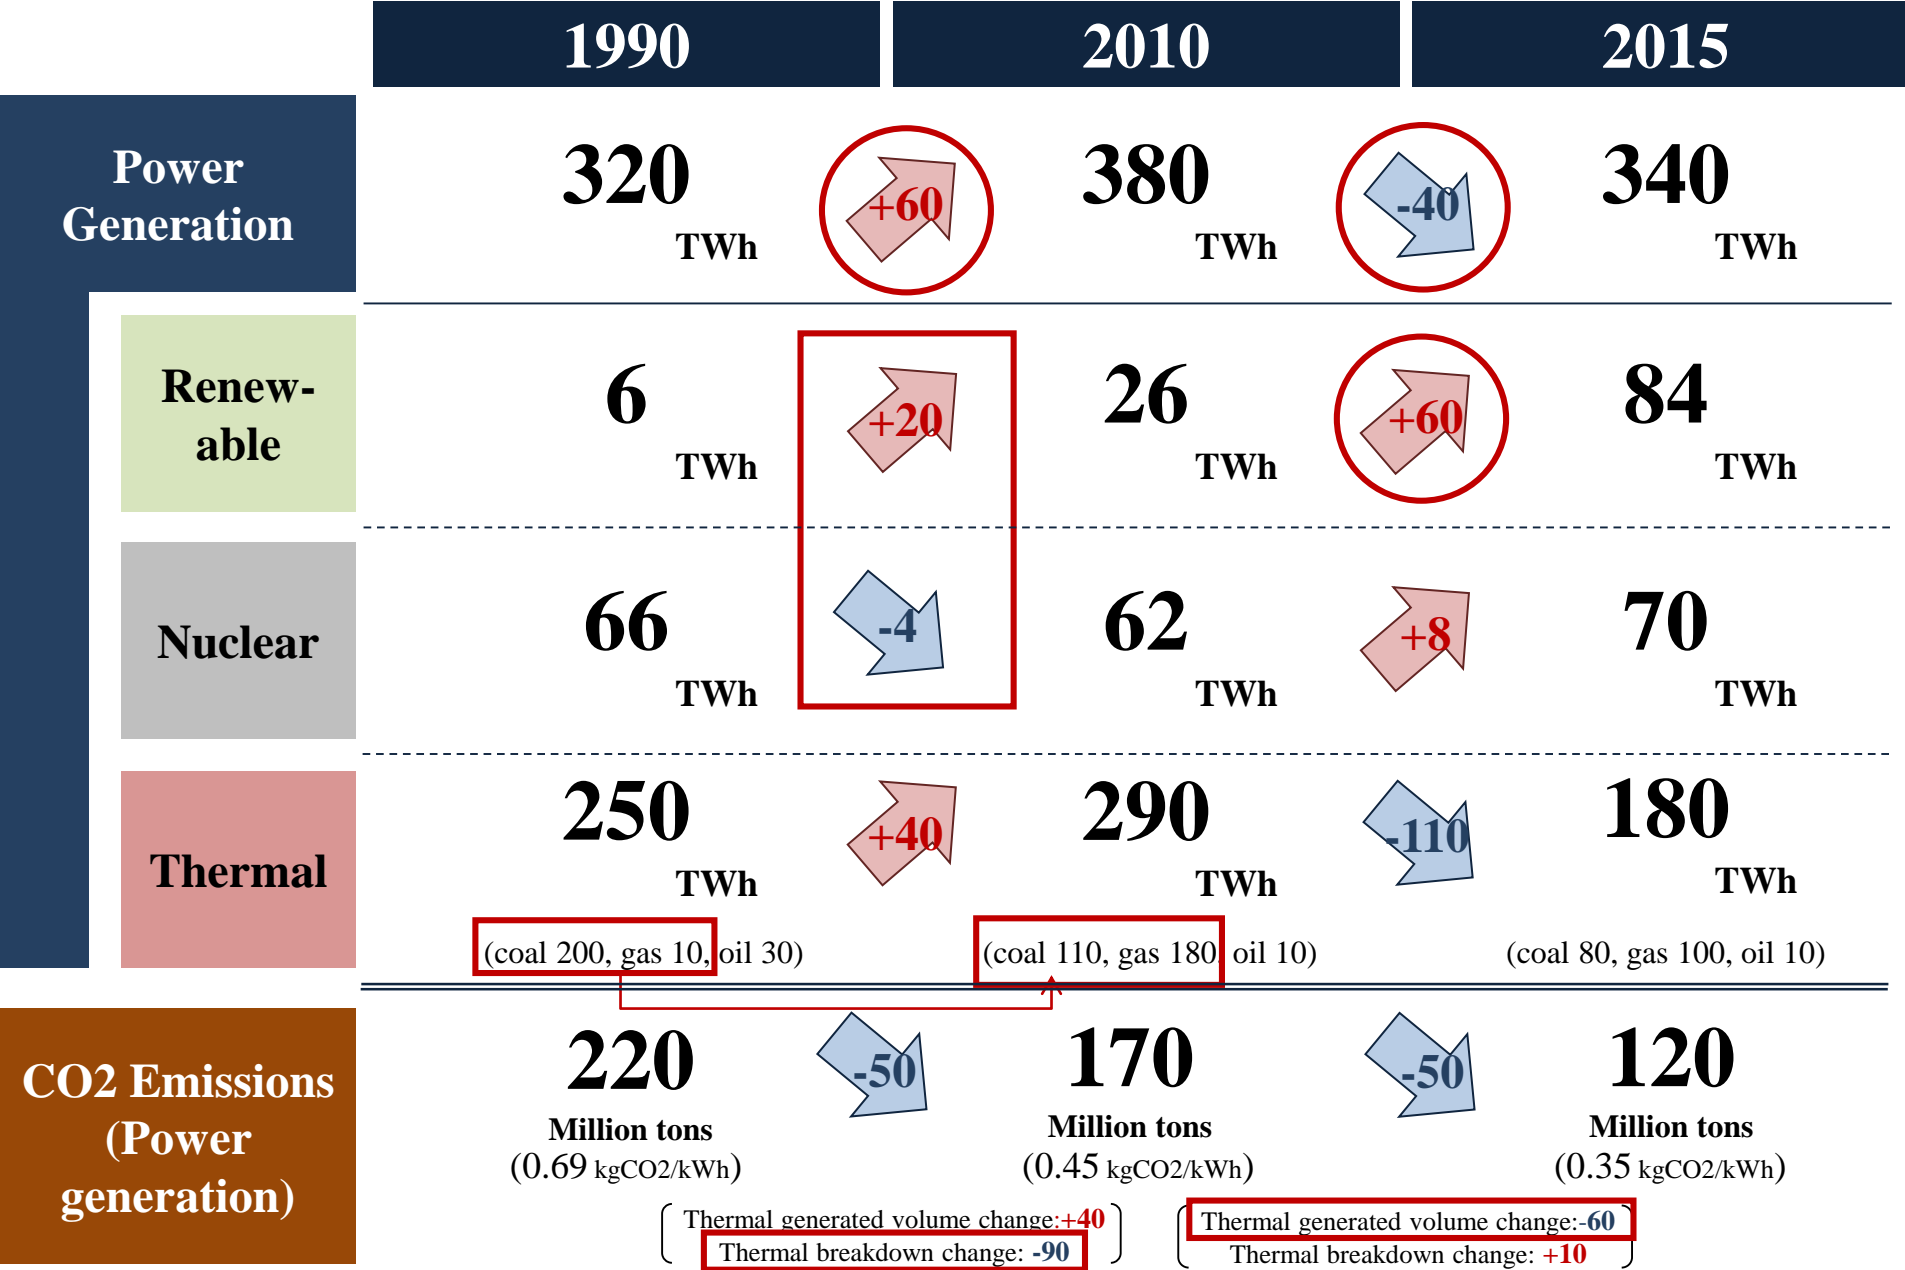 1990 2010 2015
Power
Generation
320 +60 380 -40 340
TWh TWh TWh
Renew-
able
6 +20 26 +60 84
TWh TWh TWh
Nuclear
66 -4 62 +8 70
TWh TWh TWh
Thermal
250 +40 290 -110 180
TWh TWh TWh
(coal 200, gas 10, oil 30) (coal 110, gas 180, oil 10) (coal 80, gas 100, oil 10)
CO2 Emissions
(Power
generation)
220 -50 170 -50 120
Million tons Million tons Million tons
(0.69 kgCO2/kWh) (0.45 kgCO2/kWh) (0.35 kgCO2/kWh)
Thermal generated volume change:+40 Thermal generated volume change:-60
Thermal breakdown change: -90 Thermal breakdown change: +10